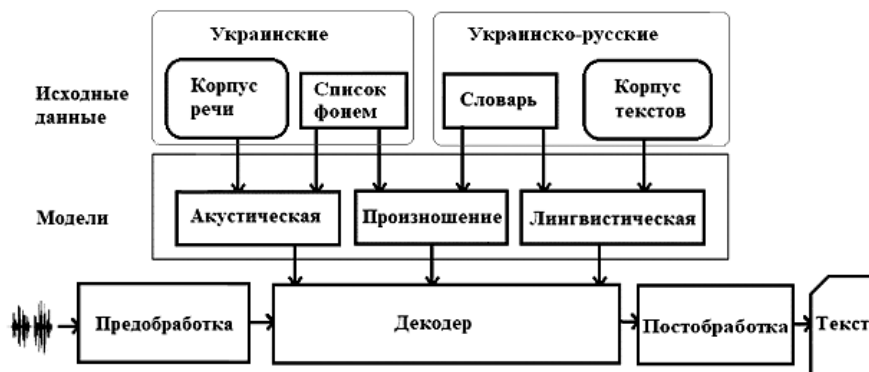 Украинские
Украинско-русские
Исходные
данные
Корпус
речи
Список
фонем
Словарь
Корпус
текстов
Модели
Акустическая
Произношение
Лингвистическая
Предобработка
Декодер
Постобработка
Текст